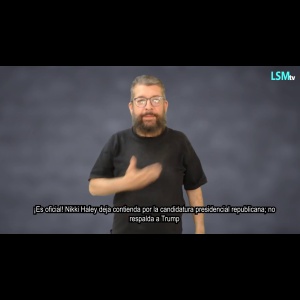 LSMtv
¡Es oficial! Nikki Haley deja contienda por la candidatura presidencial republicana; no
respalda a Trump